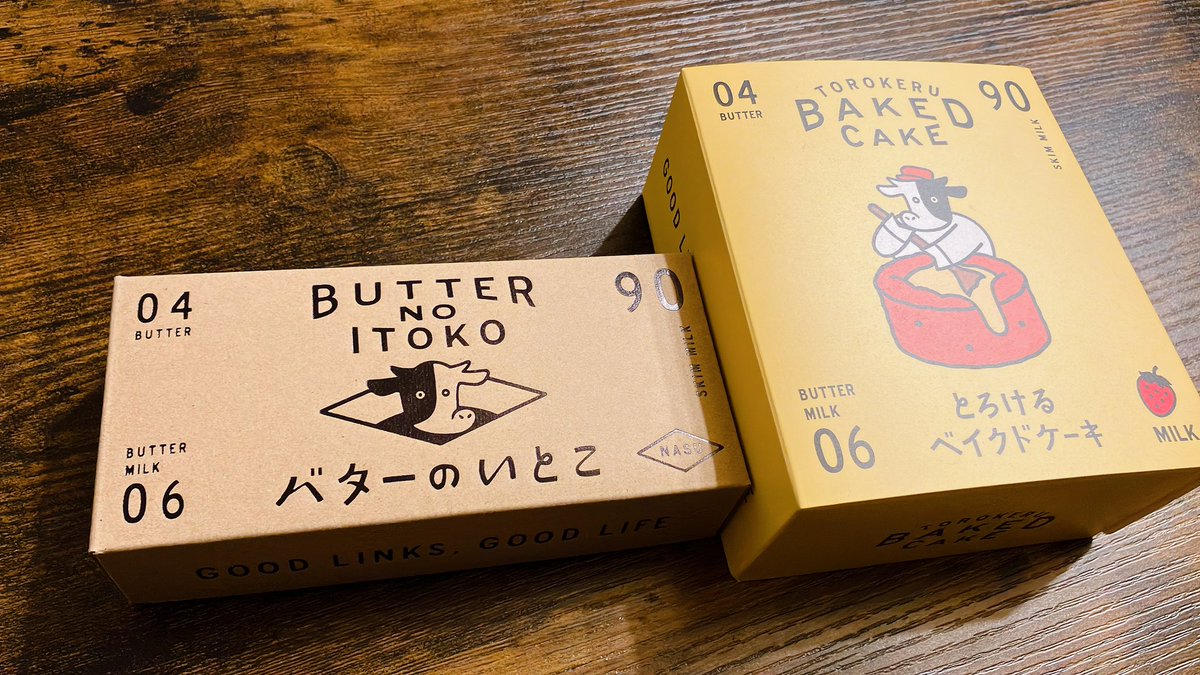 04
BUTTER
BUTTER
NO
ITOKO
90
SKIM MILK
BUTTER
MILK
06
バターのいとこ
NASU
GOOD LINKS, GOOD LIFE
04
BUTTER
TOROKERU
BAKED
CAKE
90
SKIM MILK
GOOD
BUTTER
MILK
06
とろける
ベイクドケーキ
MILK
TOROKERU
BAKED
CAKE